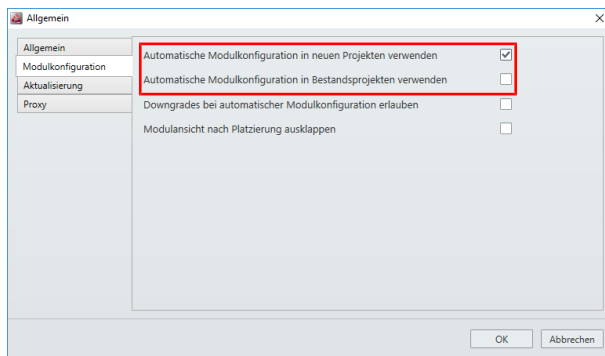 Allgemein
Allgemein
Modulkonfiguration
Aktualisierung
Proxy
Automatische Modulkonfiguration in neuen Projekten verwenden
Automatische Modulkonfiguration in Bestandsprojekten verwenden
Downgrades bei automatischer Modulkonfiguration erlauben
Modulansicht nach Platzierung ausklappen
OK
Abbrechen